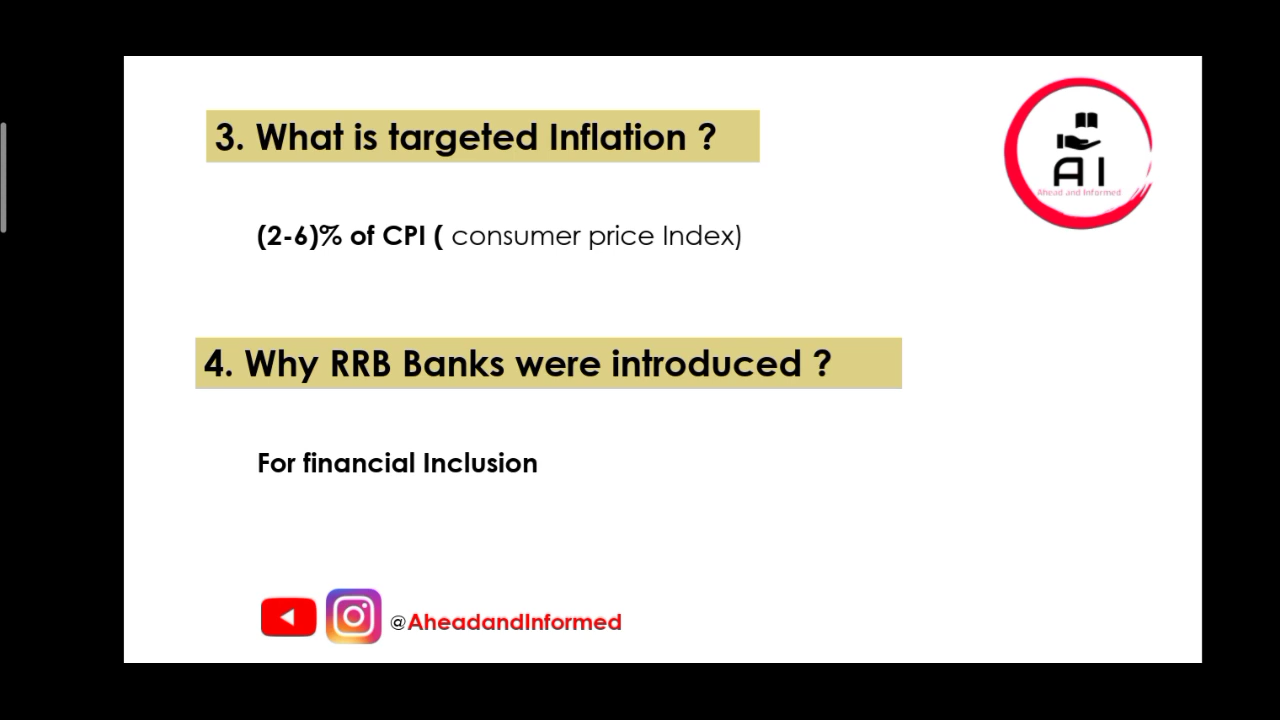 3. What is targeted Inflation ?
AI
Ahead and Informed
(2-6)% of CPI ( consumer price Index)
4. Why RRB Banks were introduced ?
For financial Inclusion
@AheadandInformed